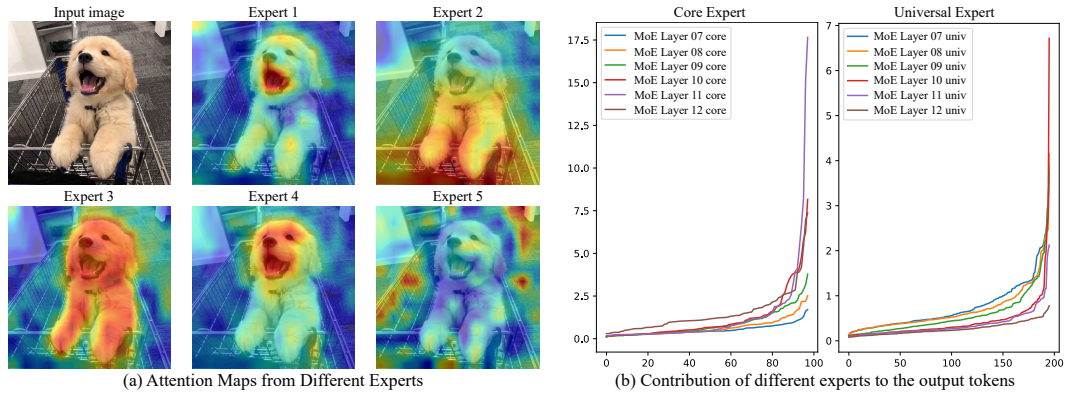 Input image
Expert 1
Expert 2
Expert 3
Expert 4
Expert 5
(a) Attention Maps from Different Experts
Core Expert
17.5
15.0
12.5
10.0
7.5
5.0
2.5
0.0
0
20
40
60
80
100
MoE Layer 07 core
MoE Layer 08 core
MoE Layer 09 core
MoE Layer 10 core
MoE Layer 11 core
MoE Layer 12 core
Universal Expert
7
6
5
4
3
2
1
0
0
50
100
150
200
MoE Layer 07 univ
MoE Layer 08 univ
MoE Layer 09 univ
MoE Layer 10 univ
MoE Layer 11 univ
MoE Layer 12 univ
(b) Contribution of different experts to the output tokens